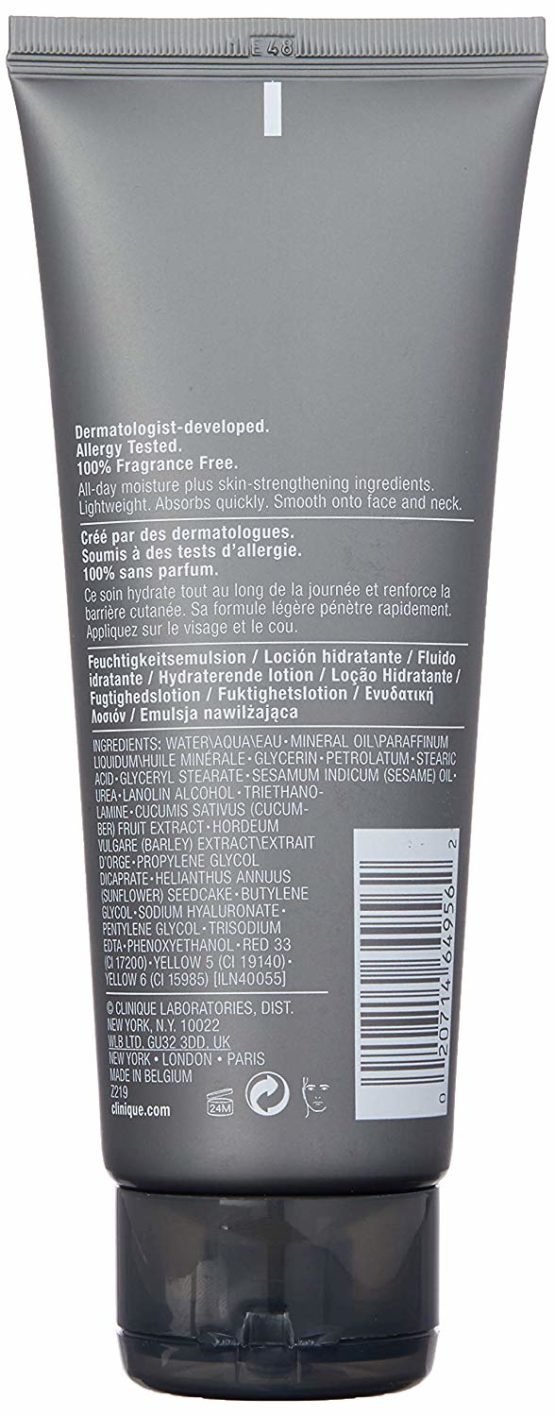 E 48
Dermatologist-developed.
Allergy Tested.
100% Fragrance Free.
All-day moisture plus skin-strengthening ingredients.
Lightweight. Absorbs quickly. Smooth onto face and neck.
Créé par des dermatologues.
Soumis à des tests d'allergie.
100% sans parfum.
Ce soin hydrate tout au long de la journée et renforce la
barrière cutanée. Sa formule légère pénètre rapidement.
Appliquez sur le visage et le cou.
Feuchtigkeitsemulsion / Loción hidratante / Fluido
idratante / Hydraterende lotion / Loção Hidratante /
Fugtighedslotion / Fuktighetslotion / Ενυδατική
Λοσιόν / Emulsja nawilżająca
INGREDIENTS: WATER\AQUA\EAU • MINERAL OIL\PARAFFINUM
LIQUIDUM\HUILE MINÉRALE • GLYCERIN • PETROLATUM • STEARIC
ACID • GLYCERYL STEARATE • SESAMUM INDICUM (SESAME) OIL •
UREA • LANOLIN ALCOHOL • TRIETHANO-
LAMINE • CUCUMIS SATIVUS (CUCUM-
BER) FRUIT EXTRACT • HORDEUM
VULGARE (BARLEY) EXTRACT\EXTRAIT
D'ORGE • PROPYLENE GLYCOL
DICAPRATE • HELIANTHUS ANNUUS
(SUNFLOWER) SEEDCAKE • BUTYLENE
GLYCOL • SODIUM HYALURONATE •
PENTYLENE GLYCOL • TRISODIUM
EDTA • PHENOXYETHANOL • RED 33
(CI 17200) • YELLOW 5 (CI 19140) •
YELLOW 6 (CI 15985) [ILN40055]
© CLINIQUE LABORATORIES, DIST.
NEW YORK, N.Y. 10022
WLB LTD, GU32 3DD, UK
NEW YORK • LONDON • PARIS
MADE IN BELGIUM
Z219
clinique.com
24M
0 20714 64956 2